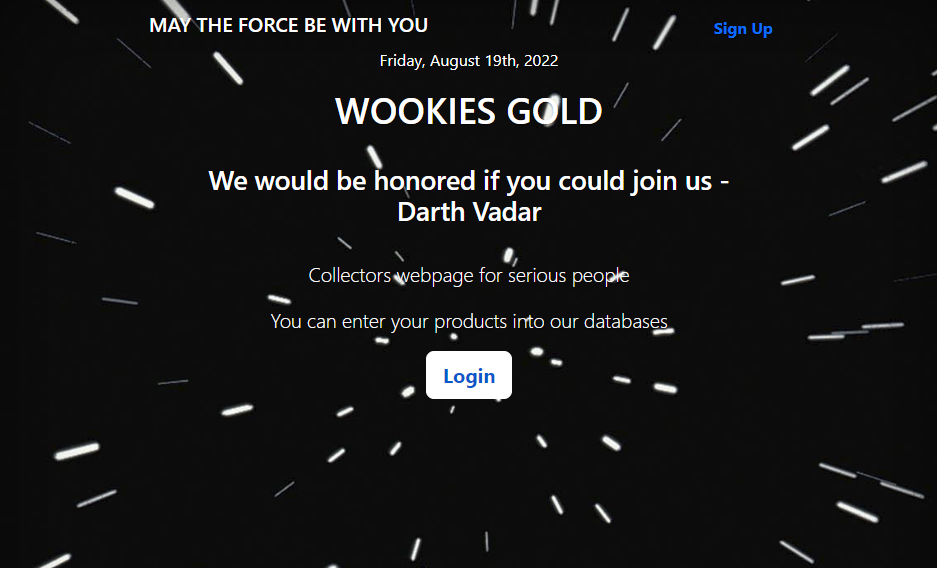 MAY THE FORCE BE WITH YOU
Sign Up
Friday, August 19th, 2022
WOOKIES GOLD
We would be honored if you could join us -
Darth Vadar
Collectors webpage for serious people
You can enter your products into our databases
Login